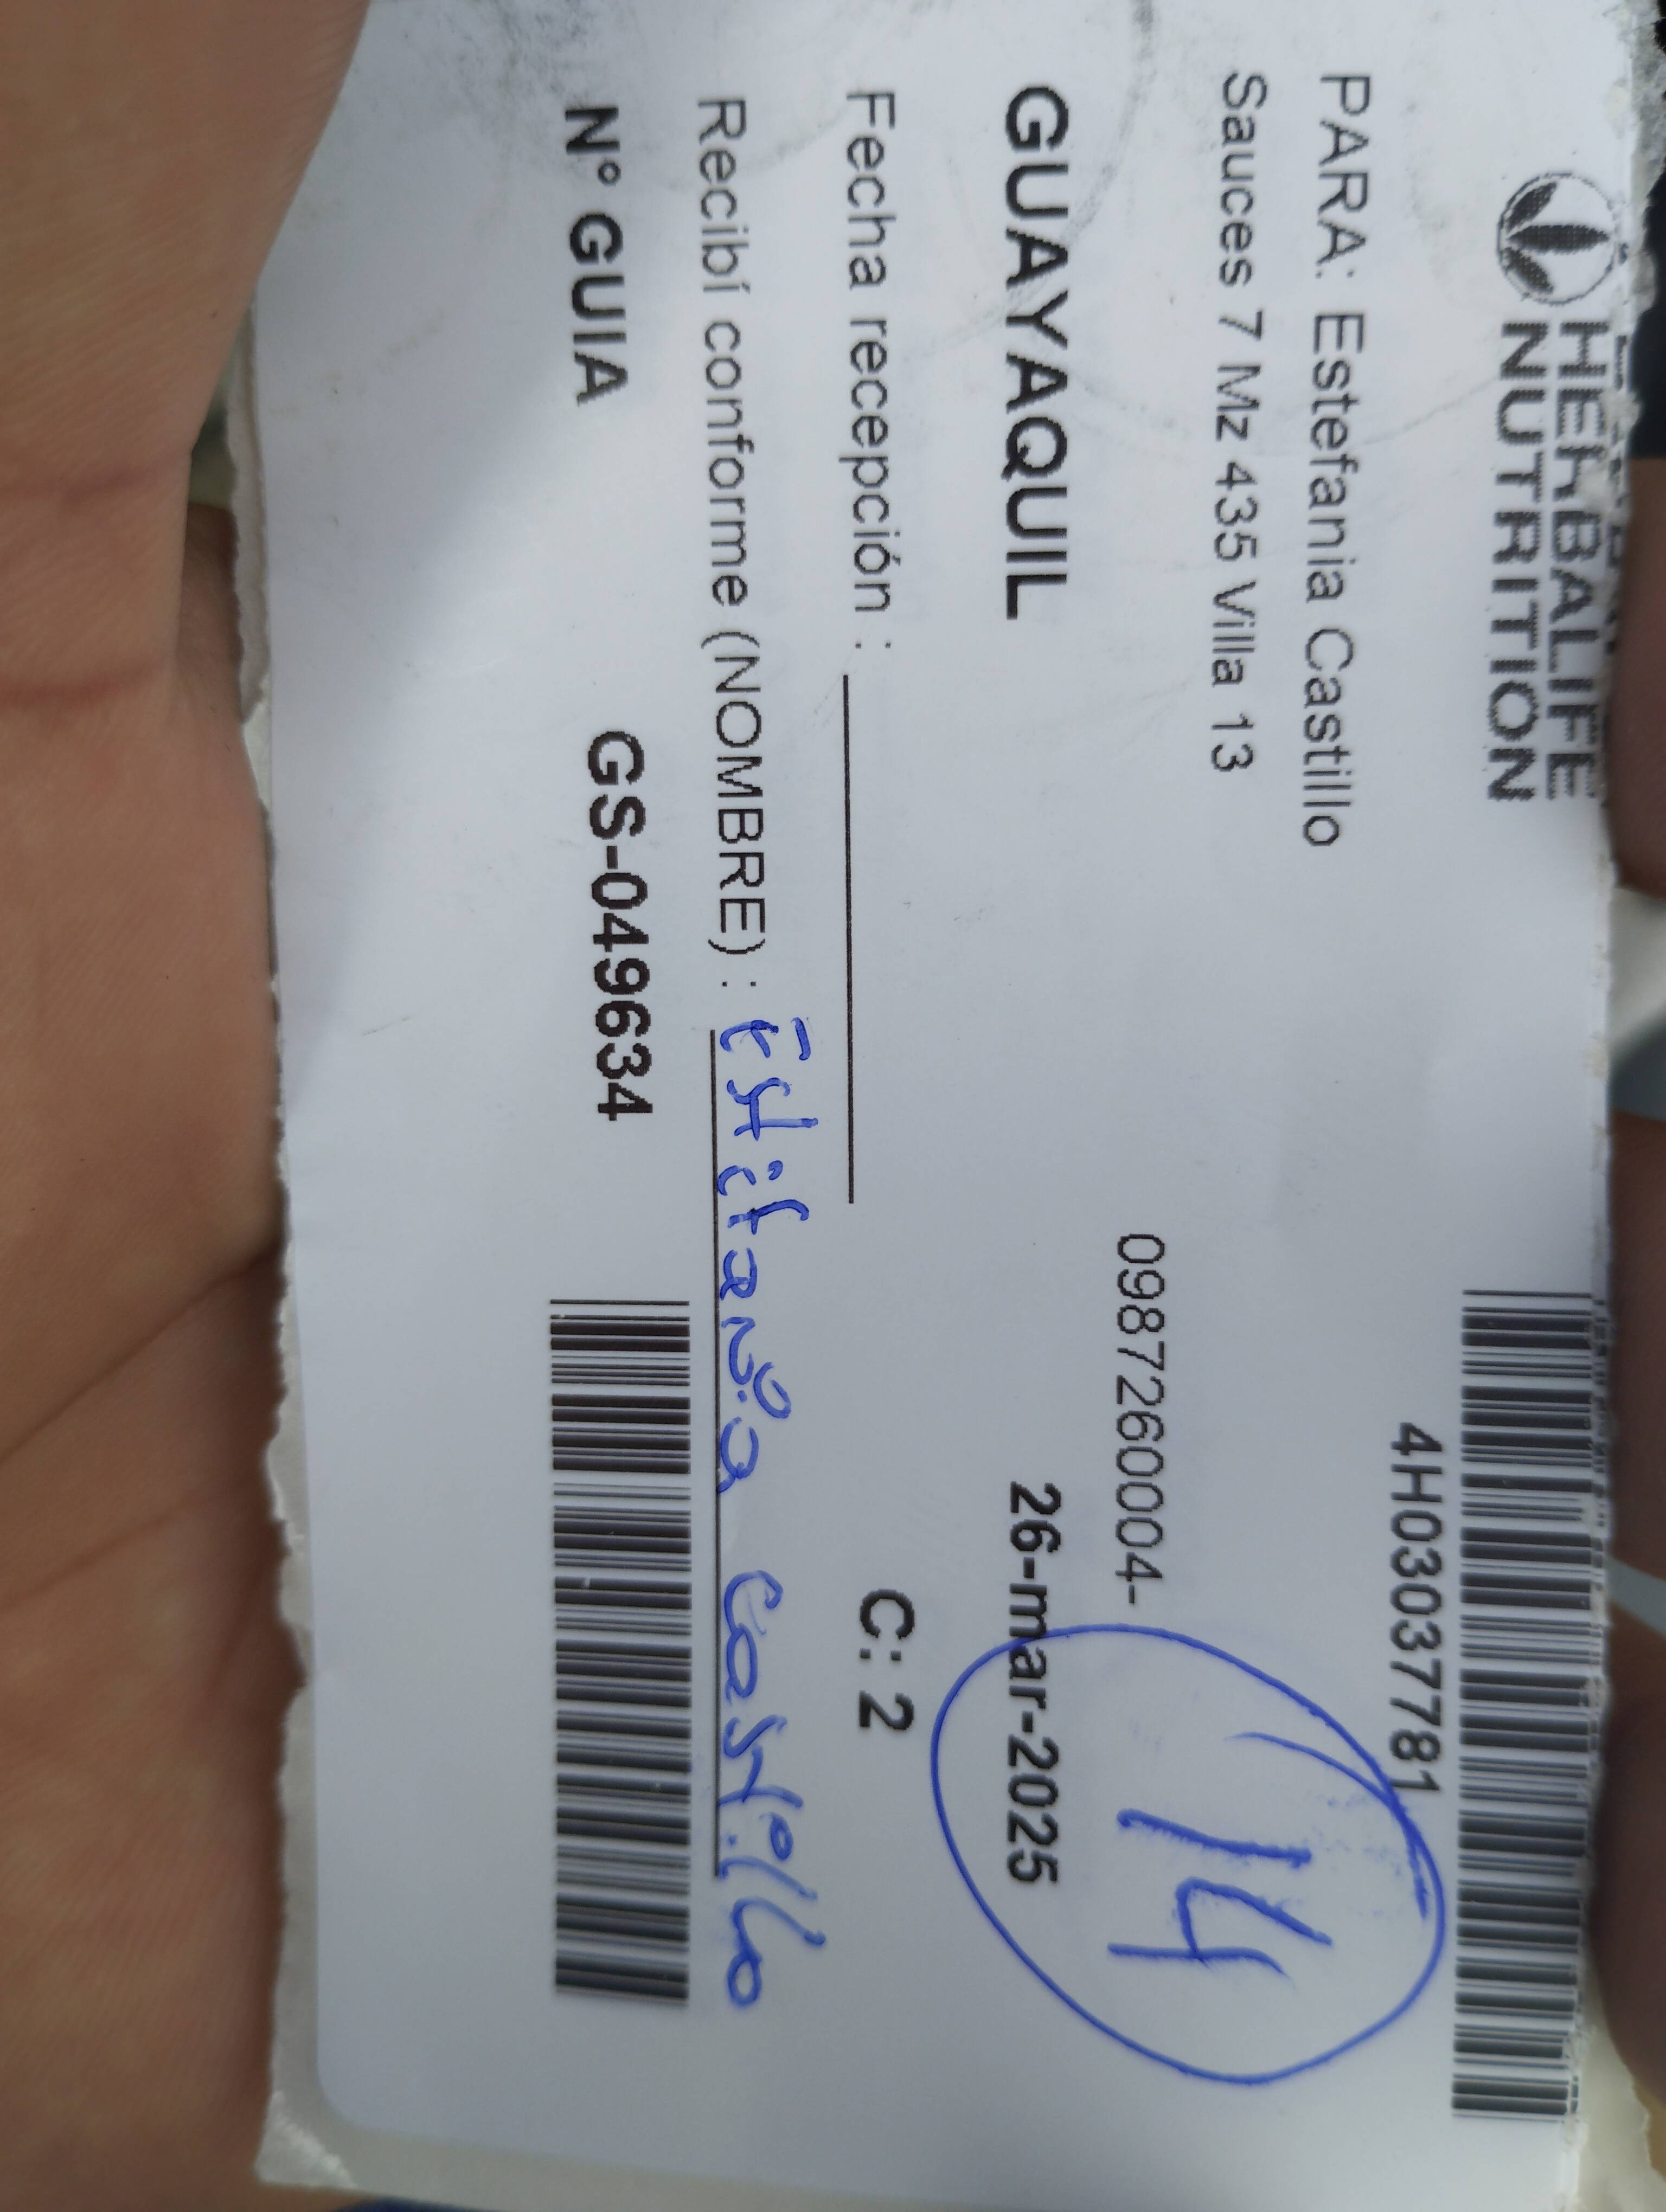 HERBALIFE
NUTRITION
4H03037781
PARA: Estefania Castillo
Sauces 7 Mz 435 Villa 13
0987260004-
14
GUAYAQUIL 26-mar-2025
Fecha recepción : C: 2
Recibí conforme (NOMBRE) : Estefania Castillo
N° GUIA GS-049634